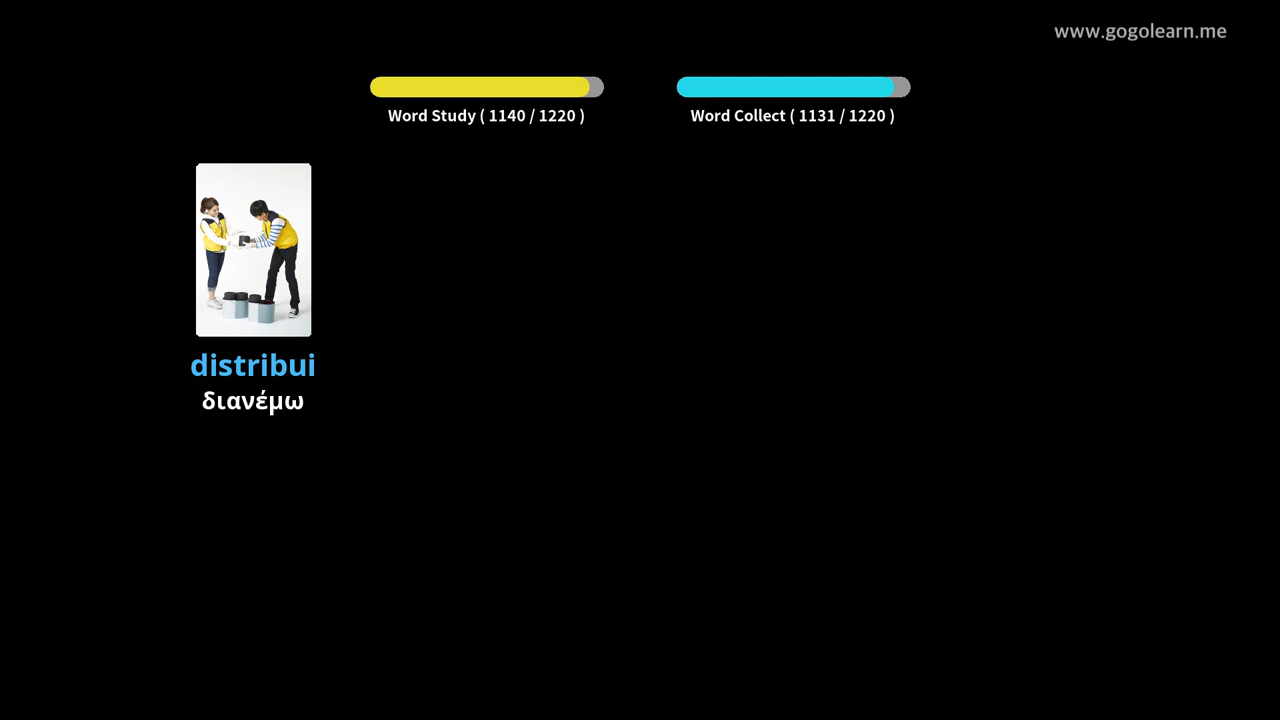 www.gogolearn.me
Word Study ( 1140 / 1220 )
Word Collect ( 1131 / 1220 )
distribui
διανέμω